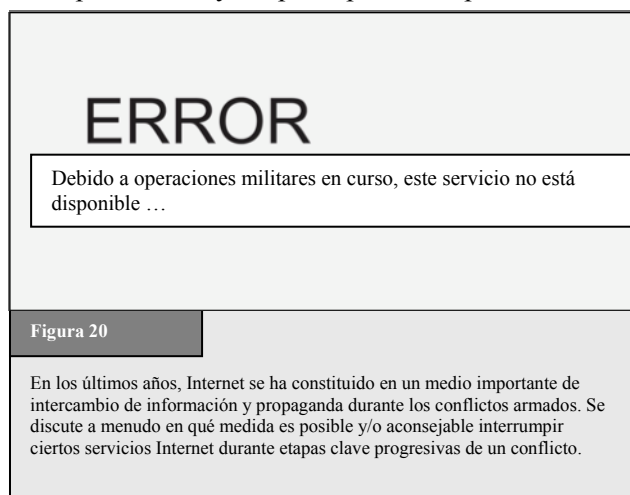 ERROR
Debido a operaciones militares en curso, este servicio no está
disponible …
Figura 20
En los últimos años, Internet se ha constituido en un medio importante de
intercambio de información y propaganda durante los conflictos armados. Se
discute a menudo en qué medida es posible y/o aconsejable interrumpir
ciertos servicios Internet durante etapas clave progresivas de un conflicto.